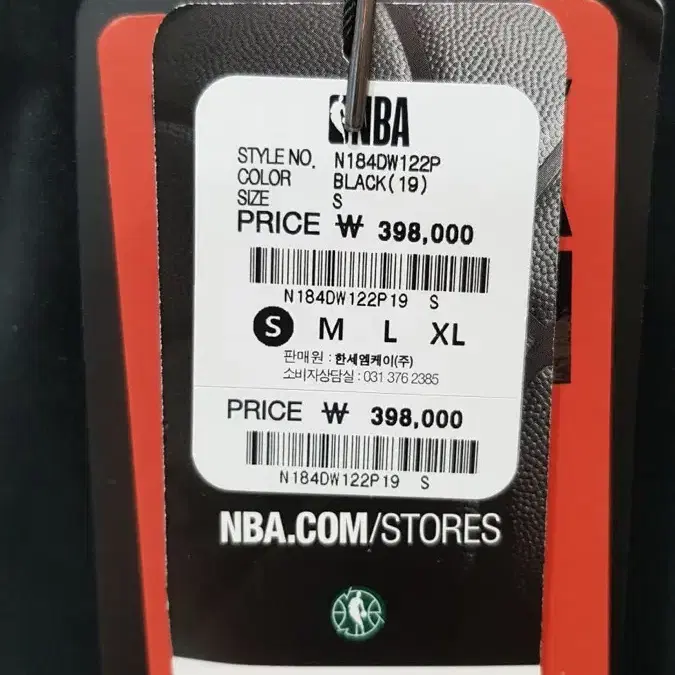 NBA
STYLE NO. N184DW122P
COLOR BLACK(19)
SIZE S
PRICE ₩ 398,000
N184DW122P19 S
S M L XL
판매원 : 한세엠케이(주)
소비자상담실 : 031 376 2385
PRICE ₩ 398,000
N184DW122P19 S
NBA.COM/STORES